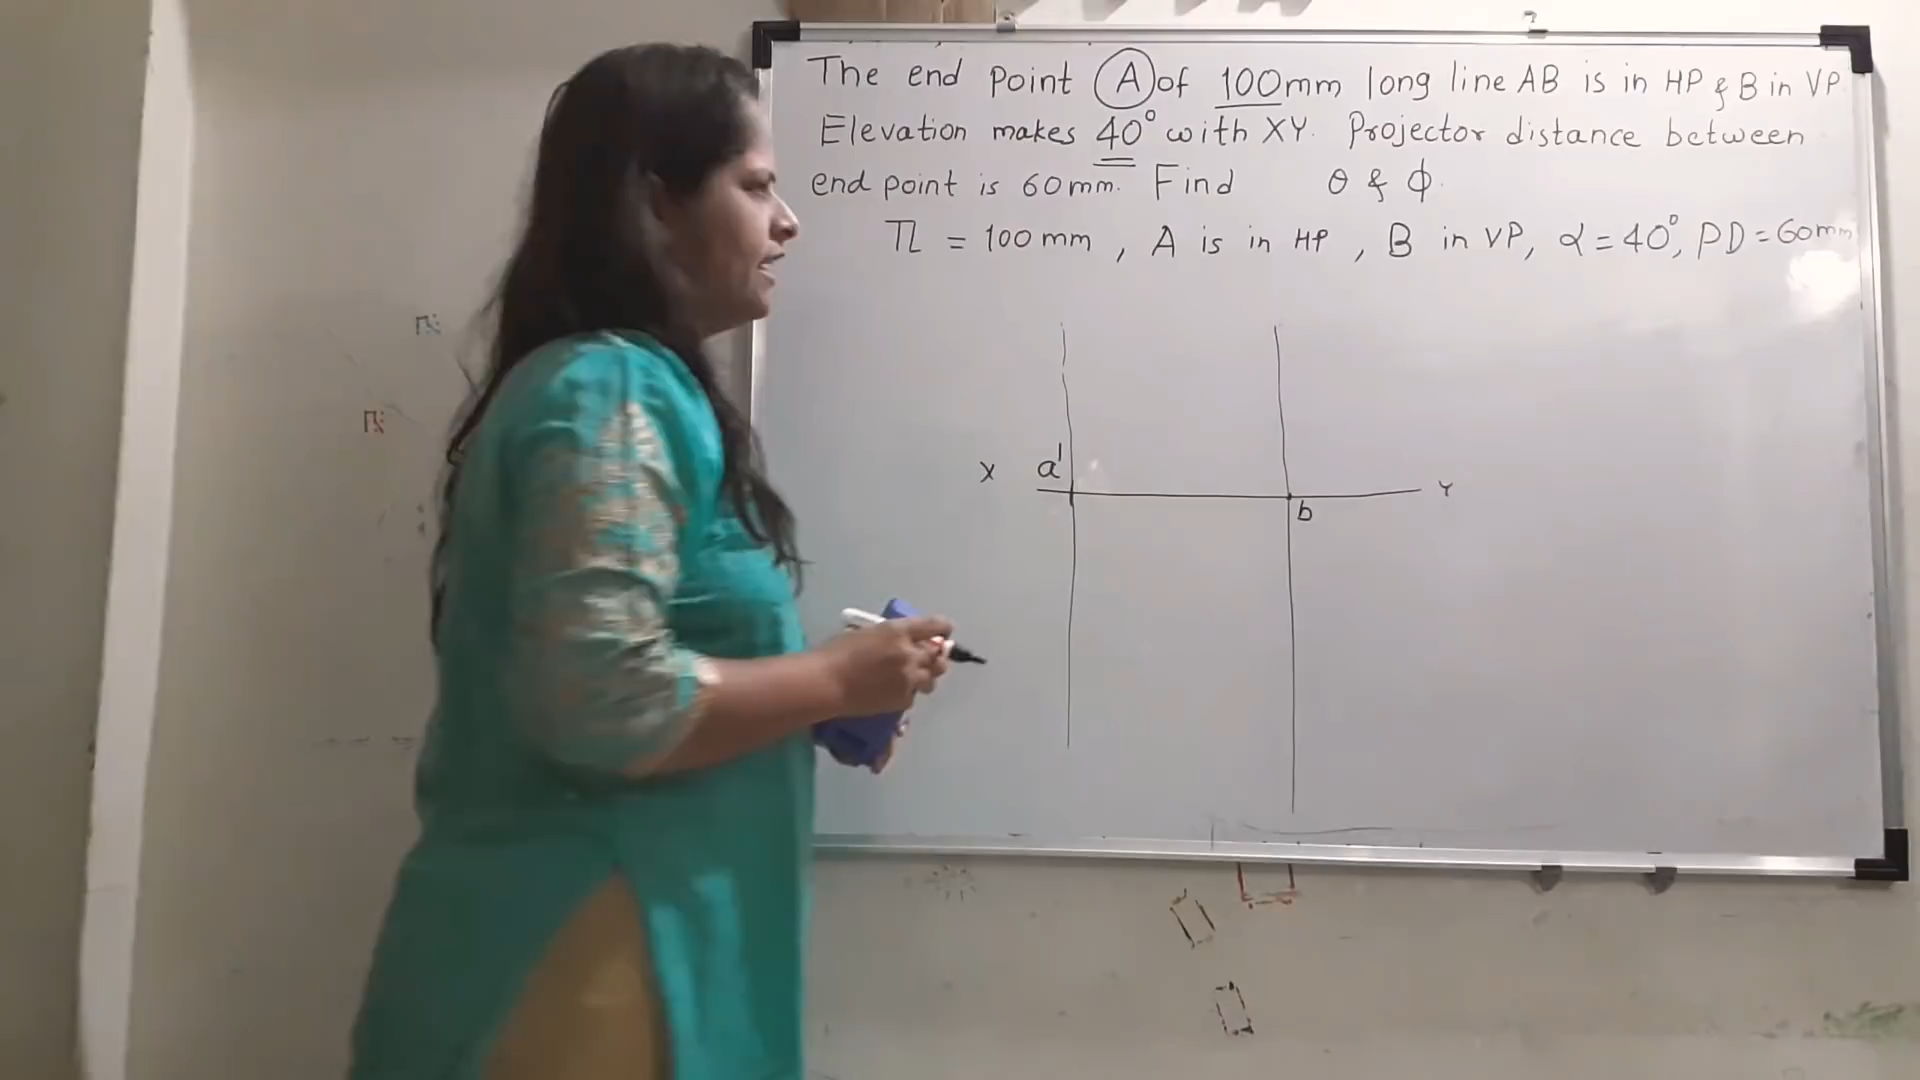 The end point A of 100mm long line AB is in HP & B in VP.
Elevation makes 40° with XY. Projector distance between
end point is 60mm. Find θ & ϕ.
TL = 100 mm, A is in HP, B in VP, α = 40°, PD = 60mm
X a' Y
b